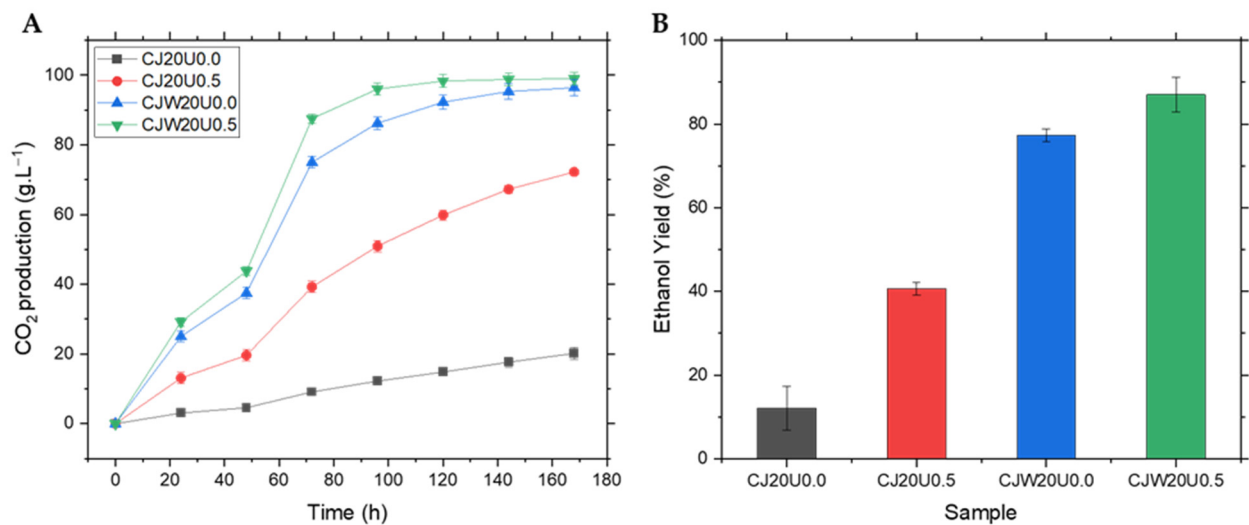 A
CO₂ production (g.L⁻¹)
100
80
60
40
20
0
CJ20U0.0
CJ20U0.5
CJW20U0.0
CJW20U0.5
0 20 40 60 80 100 120 140 160 180
Time (h)
B
Ethanol Yield (%)
100
80
60
40
20
0
CJ20U0.0 CJ20U0.5 CJW20U0.0 CJW20U0.5
Sample